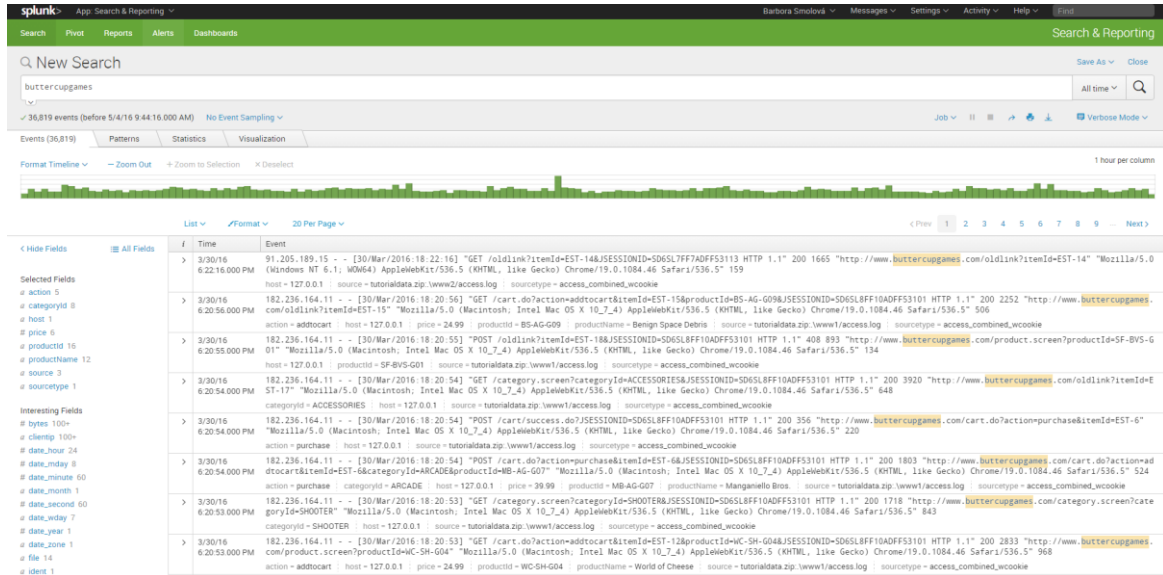 splunk> App: Search & Reporting Barbora Smolová Messages Settings Activity Help Find
Search Pivot Reports Alerts Dashboards Search & Reporting
New Search Save As Close
buttercupgames All time
36,819 events (before 5/4/16 9:44:16.000 AM) No Event Sampling Job Verbose Mode
Events (36,819) Patterns Statistics Visualization
Format Timeline — Zoom Out + Zoom to Selection × Deselect 1 hour per column
List Format 20 Per Page < Prev 1 2 3 4 5 6 7 8 9 ... Next >
< Hide Fields All Fields
Selected Fields
a action 5
a categoryId 8
a host 1
# price 6
a productId 16
a productName 12
a source 3
a sourcetype 1
Interesting Fields
# bytes 100+
a clientip 100+
# date_hour 24
# date_mday 8
# date_minute 60
a date_month 1
# date_second 60
a date_wday 7
# date_year 1
a date_zone 1
a file 14
a ident 1
i Time Event
> 3/30/16 6:22:16.000 PM
91.205.189.15 - - [30/Mar/2016:18:22:16] "GET /oldlink?itemId=EST-14&JSESSIONID=SD6SL7FF7ADFF53113 HTTP 1.1" 200 1665 "http://www.buttercupgames.com/oldlink?itemId=EST-14" "Mozilla/5.0
(Windows NT 6.1; WOW64) AppleWebKit/536.5 (KHTML, like Gecko) Chrome/19.0.1084.46 Safari/536.5" 159
host = 127.0.0.1 source = tutorialdata.zip:.\www2/access.log sourcetype = access_combined_wcookie
> 3/30/16 6:20:56.000 PM
182.236.164.11 - - [30/Mar/2016:18:20:56] "GET /cart.do?action=addtocart&itemId=EST-15&productId=BS-AG-G09&JSESSIONID=SD6SL8FF10ADFF53101 HTTP 1.1" 200 2252 "http://www.buttercupgames.
com/oldlink?itemId=EST-15" "Mozilla/5.0 (Macintosh; Intel Mac OS X 10_7_4) AppleWebKit/536.5 (KHTML, like Gecko) Chrome/19.0.1084.46 Safari/536.5" 506
action = addtocart host = 127.0.0.1 price = 24.99 productId = BS-AG-G09 productName = Benign Space Debris source = tutorialdata.zip:.\www1/access.log sourcetype = access_combined_wcookie
> 3/30/16 6:20:55.000 PM
182.236.164.11 - - [30/Mar/2016:18:20:55] "POST /oldlink?itemId=EST-18&JSESSIONID=SD6SL8FF10ADFF53101 HTTP 1.1" 408 893 "http://www.buttercupgames.com/product.screen?productId=SF-BVS-G
01" "Mozilla/5.0 (Macintosh; Intel Mac OS X 10_7_4) AppleWebKit/536.5 (KHTML, like Gecko) Chrome/19.0.1084.46 Safari/536.5" 134
host = 127.0.0.1 productId = SF-BVS-G01 source = tutorialdata.zip:.\www1/access.log sourcetype = access_combined_wcookie
> 3/30/16 6:20:54.000 PM
182.236.164.11 - - [30/Mar/2016:18:20:54] "GET /category.screen?categoryId=ACCESSORIES&JSESSIONID=SD6SL8FF10ADFF53101 HTTP 1.1" 200 3920 "http://www.buttercupgames.com/oldlink?itemId=E
ST-17" "Mozilla/5.0 (Macintosh; Intel Mac OS X 10_7_4) AppleWebKit/536.5 (KHTML, like Gecko) Chrome/19.0.1084.46 Safari/536.5" 648
categoryId = ACCESSORIES host = 127.0.0.1 source = tutorialdata.zip:.\www1/access.log sourcetype = access_combined_wcookie
> 3/30/16 6:20:54.000 PM
182.236.164.11 - - [30/Mar/2016:18:20:54] "POST /cart/success.do?JSESSIONID=SD6SL8FF10ADFF53101 HTTP 1.1" 200 356 "http://www.buttercupgames.com/cart.do?action=purchase&itemId=EST-6"
"Mozilla/5.0 (Macintosh; Intel Mac OS X 10_7_4) AppleWebKit/536.5 (KHTML, like Gecko) Chrome/19.0.1084.46 Safari/536.5" 220
action = purchase host = 127.0.0.1 source = tutorialdata.zip:.\www1/access.log sourcetype = access_combined_wcookie
> 3/30/16 6:20:54.000 PM
182.236.164.11 - - [30/Mar/2016:18:20:54] "POST /cart.do?action=purchase&itemId=EST-6&JSESSIONID=SD6SL8FF10ADFF53101 HTTP 1.1" 200 1803 "http://www.buttercupgames.com/cart.do?action=ad
dtocart&itemId=EST-6&categoryId=ARCADE&productId=MB-AG-G07" "Mozilla/5.0 (Macintosh; Intel Mac OS X 10_7_4) AppleWebKit/536.5 (KHTML, like Gecko) Chrome/19.0.1084.46 Safari/536.5" 524
action = purchase categoryId = ARCADE host = 127.0.0.1 price = 39.99 productId = MB-AG-G07 productName = Manganiello Bros. source = tutorialdata.zip:.\www1/access.log sourcetype = access_combined_wcookie
> 3/30/16 6:20:53.000 PM
182.236.164.11 - - [30/Mar/2016:18:20:53] "GET /category.screen?categoryId=SHOOTER&JSESSIONID=SD6SL8FF10ADFF53101 HTTP 1.1" 200 1718 "http://www.buttercupgames.com/category.screen?cate
goryId=SHOOTER" "Mozilla/5.0 (Macintosh; Intel Mac OS X 10_7_4) AppleWebKit/536.5 (KHTML, like Gecko) Chrome/19.0.1084.46 Safari/536.5" 843
categoryId = SHOOTER host = 127.0.0.1 source = tutorialdata.zip:.\www1/access.log sourcetype = access_combined_wcookie
> 3/30/16 6:20:53.000 PM
182.236.164.11 - - [30/Mar/2016:18:20:53] "GET /cart.do?action=addtocart&itemId=EST-12&productId=WC-SH-G04&JSESSIONID=SD6SL8FF10ADFF53101 HTTP 1.1" 200 2833 "http://www.buttercupgames.
com/product.screen?productId=WC-SH-G04" "Mozilla/5.0 (Macintosh; Intel Mac OS X 10_7_4) AppleWebKit/536.5 (KHTML, like Gecko) Chrome/19.0.1084.46 Safari/536.5" 968
action = addtocart host = 127.0.0.1 price = 24.99 productId = WC-SH-G04 productName = World of Cheese source = tutorialdata.zip:.\www1/access.log sourcetype = access_combined_wcookie